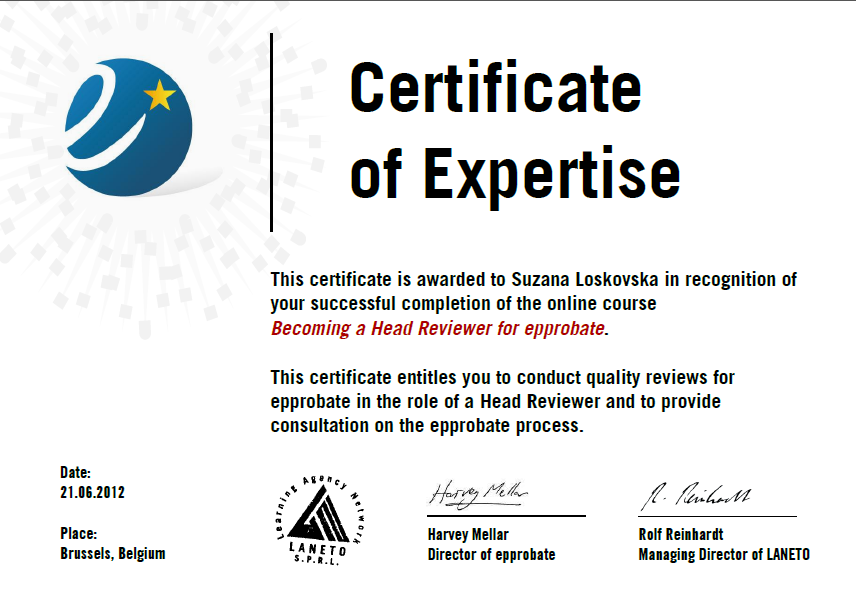 Certificate
of Expertise
This certificate is awarded to Suzana Loskovska in recognition of
your successful completion of the online course
Becoming a Head Reviewer for epprobate.
This certificate entitles you to conduct quality reviews for
epprobate in the role of a Head Reviewer and to provide
consultation on the epprobate process.
Date:
21.06.2012
Place:
Brussels, Belgium
Learning Agency Network
LANETO
S.P.R.L.
Harvey Mellar
Harvey Mellar
Director of epprobate
R. Reinhardt
Rolf Reinhardt
Managing Director of LANETO